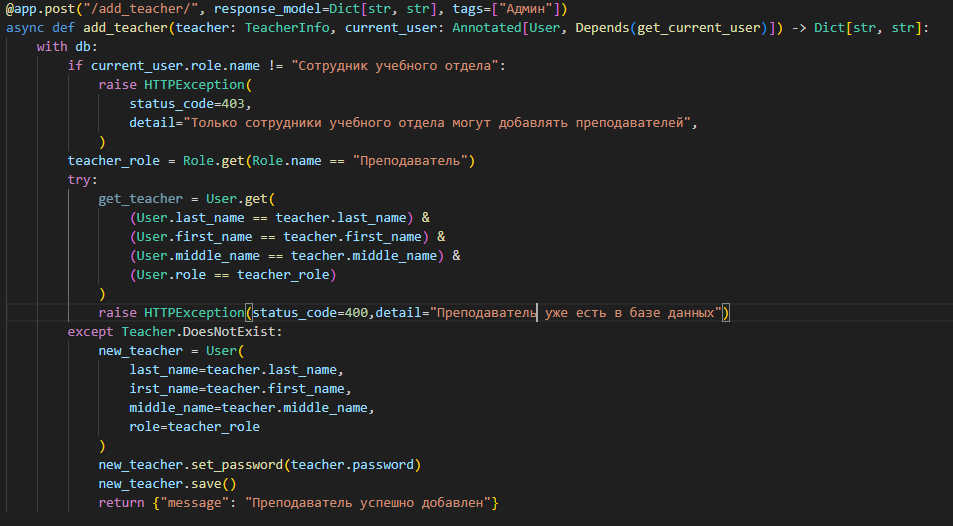 @app.post("/add_teacher/", response_model=Dict[str, str], tags=["Админ"])
async def add_teacher(teacher: TeacherInfo, current_user: Annotated[User, Depends(get_current_user)]) -> Dict[str, str]:
    with db:
        if current_user.role.name != "Сотрудник учебного отдела":
            raise HTTPException(
                status_code=403,
                detail="Только сотрудники учебного отдела могут добавлять преподавателей",
            )
        teacher_role = Role.get(Role.name == "Преподаватель")
        try:
            get_teacher = User.get(
                (User.last_name == teacher.last_name) &
                (User.first_name == teacher.first_name) &
                (User.middle_name == teacher.middle_name) &
                (User.role == teacher_role)
            )
            raise HTTPException(status_code=400,detail="Преподаватель уже есть в базе данных")
        except Teacher.DoesNotExist:
            new_teacher = User(
                last_name=teacher.last_name,
                irst_name=teacher.first_name,
                middle_name=teacher.middle_name,
                role=teacher_role
            )
            new_teacher.set_password(teacher.password)
            new_teacher.save()
            return {"message": "Преподаватель успешно добавлен"}